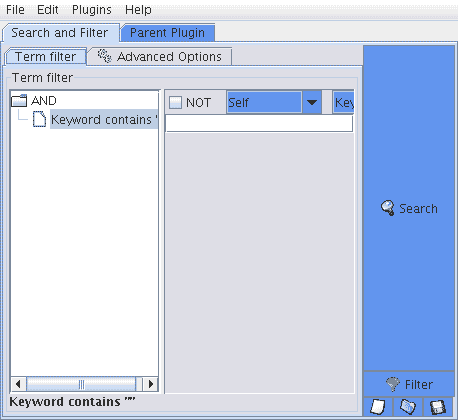 File Edit Plugins Help
Search and Filter Parent Plugin
Term filter Advanced Options
Term filter
AND
NOT Self Key
Keyword contains "
Search
Filter
Keyword contains ""